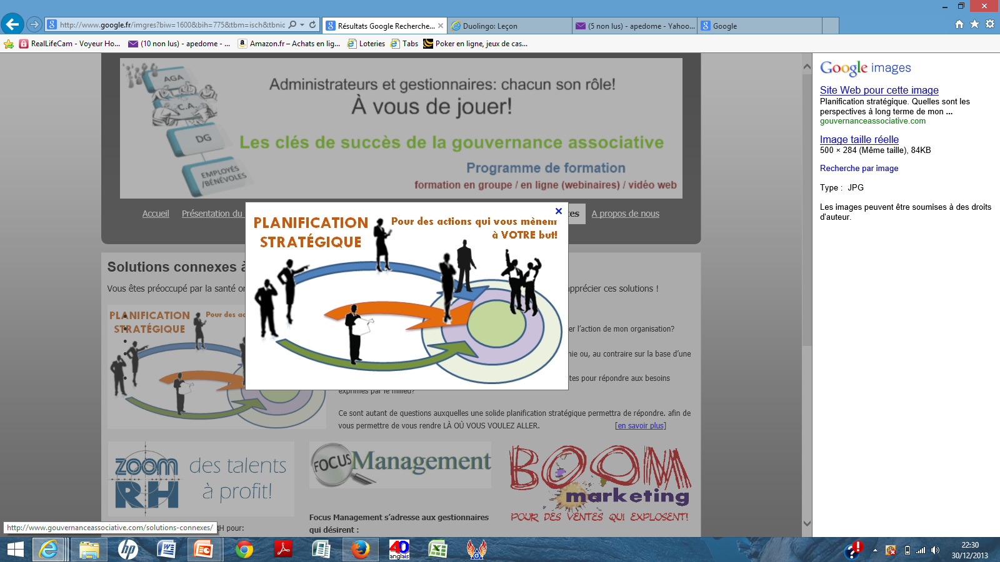 http://www.google.fr/imgres?biw=1600&bih=775&tbm=isch&tbnic
Résultats Google Recherche...
Duolingo: Leçon
(5 non lus) - apedome - Yahoo...
Google
RealLifeCam - Voyeur Ho...
(10 non lus) - apedome - ...
Amazon.fr – Achats en lig...
Loteries
Tabs
Poker en ligne, jeux de cas...
AGA
C.A.
DG
EMPLOYÉS
/BÉNÉVOLES
Administrateurs et gestionnaires: chacun son rôle!
À vous de jouer!
Les clés de succès de la gouvernance associative
Programme de formation
formation en groupe / en ligne (webinaires) / vidéo web
Accueil
Présentation du
tes
A propos de nous
PLANIFICATION
STRATÉGIQUE
Pour des actions qui vous mènent
à VOTRE but!
Solutions connexes à
Vous êtes préoccupé par la santé or
apprécier ces solutions !
PLANIFICATION
STRATÉGIQUE
Pour des ac
er l’action de mon organisation?
nie ou, au contraire sur la base d’une
tes pour répondre aux besoins
exprimés par le milieu?
Ce sont autant de questions auxquelles une solide planification stratégique permettra de répondre. afin de
vous permettre de vous rendre LÀ OÙ VOUS VOULEZ ALLER.
[en savoir plus]
ZOOM
RH
des talents
à profit!
FOCUS Management
BOOM
marketing
POUR DES VENTES QUI EXPLOSENT!
Focus Management s’adresse aux gestionnaires
qui désirent :
RH pour:
http://www.gouvernanceassociative.com/solutions-connexes/
Google images
Site Web pour cette image
Planification stratégique. Quelles sont les
perspectives à long terme de mon ...
gouvernanceassociative.com
Image taille réelle
500 × 284 (Même taille), 84KB
Recherche par image
Type : JPG
Les images peuvent être soumises à des droits
d'auteur.
hp
40
anglais
22:30
30/12/2013